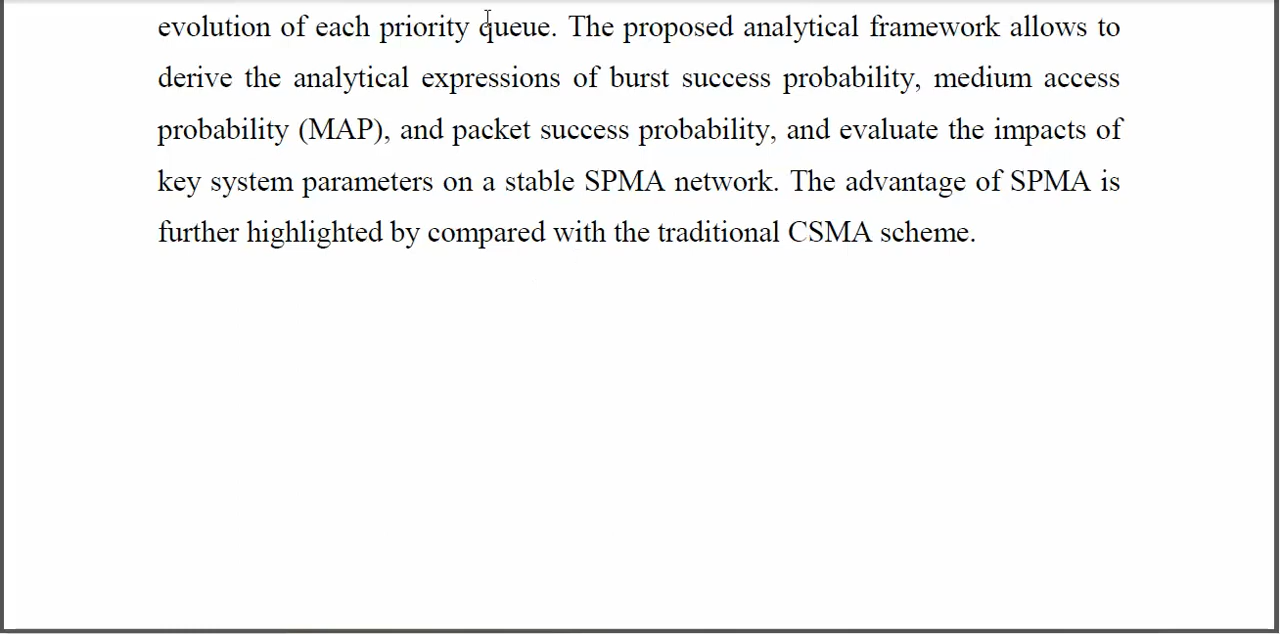 evolution of each priority queue. The proposed analytical framework allows to
derive the analytical expressions of burst success probability, medium access
probability (MAP), and packet success probability, and evaluate the impacts of
key system parameters on a stable SPMA network. The advantage of SPMA is
further highlighted by compared with the traditional CSMA scheme.